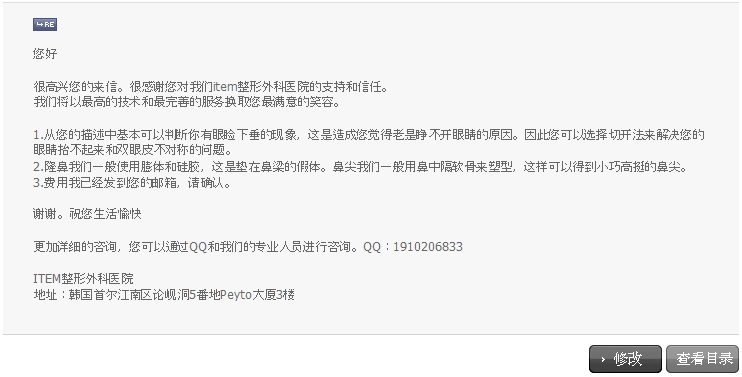 RE
您好
很高兴您的来信。很感谢您对我们item整形外科医院的支持和信任。
我们将以最高的技术和最完善的服务换取您最满意的笑容。
1.从您的描述中基本可以判断你有眼睑下垂的现象，这是造成您觉得老是睁不开眼睛的原因。因此您可以选择切开法来解决您的
眼睛抬不起来和双眼皮不对称的问题。
2.隆鼻我们一般使用膨体和硅胶，这是垫在鼻梁的假体。鼻尖我们一般用鼻中隔软骨来塑型，这样可以得到小巧高挺的鼻尖。
3.费用我已经发到您的邮箱，请确认。
谢谢。祝您生活愉快
更加详细的咨询，您可以通过QQ和我们的专业人员进行咨询。QQ：1910206833
ITEM整形外科医院
地址：韩国首尔江南区论岘洞5番地Peyto大厦3楼
修改
查看目录